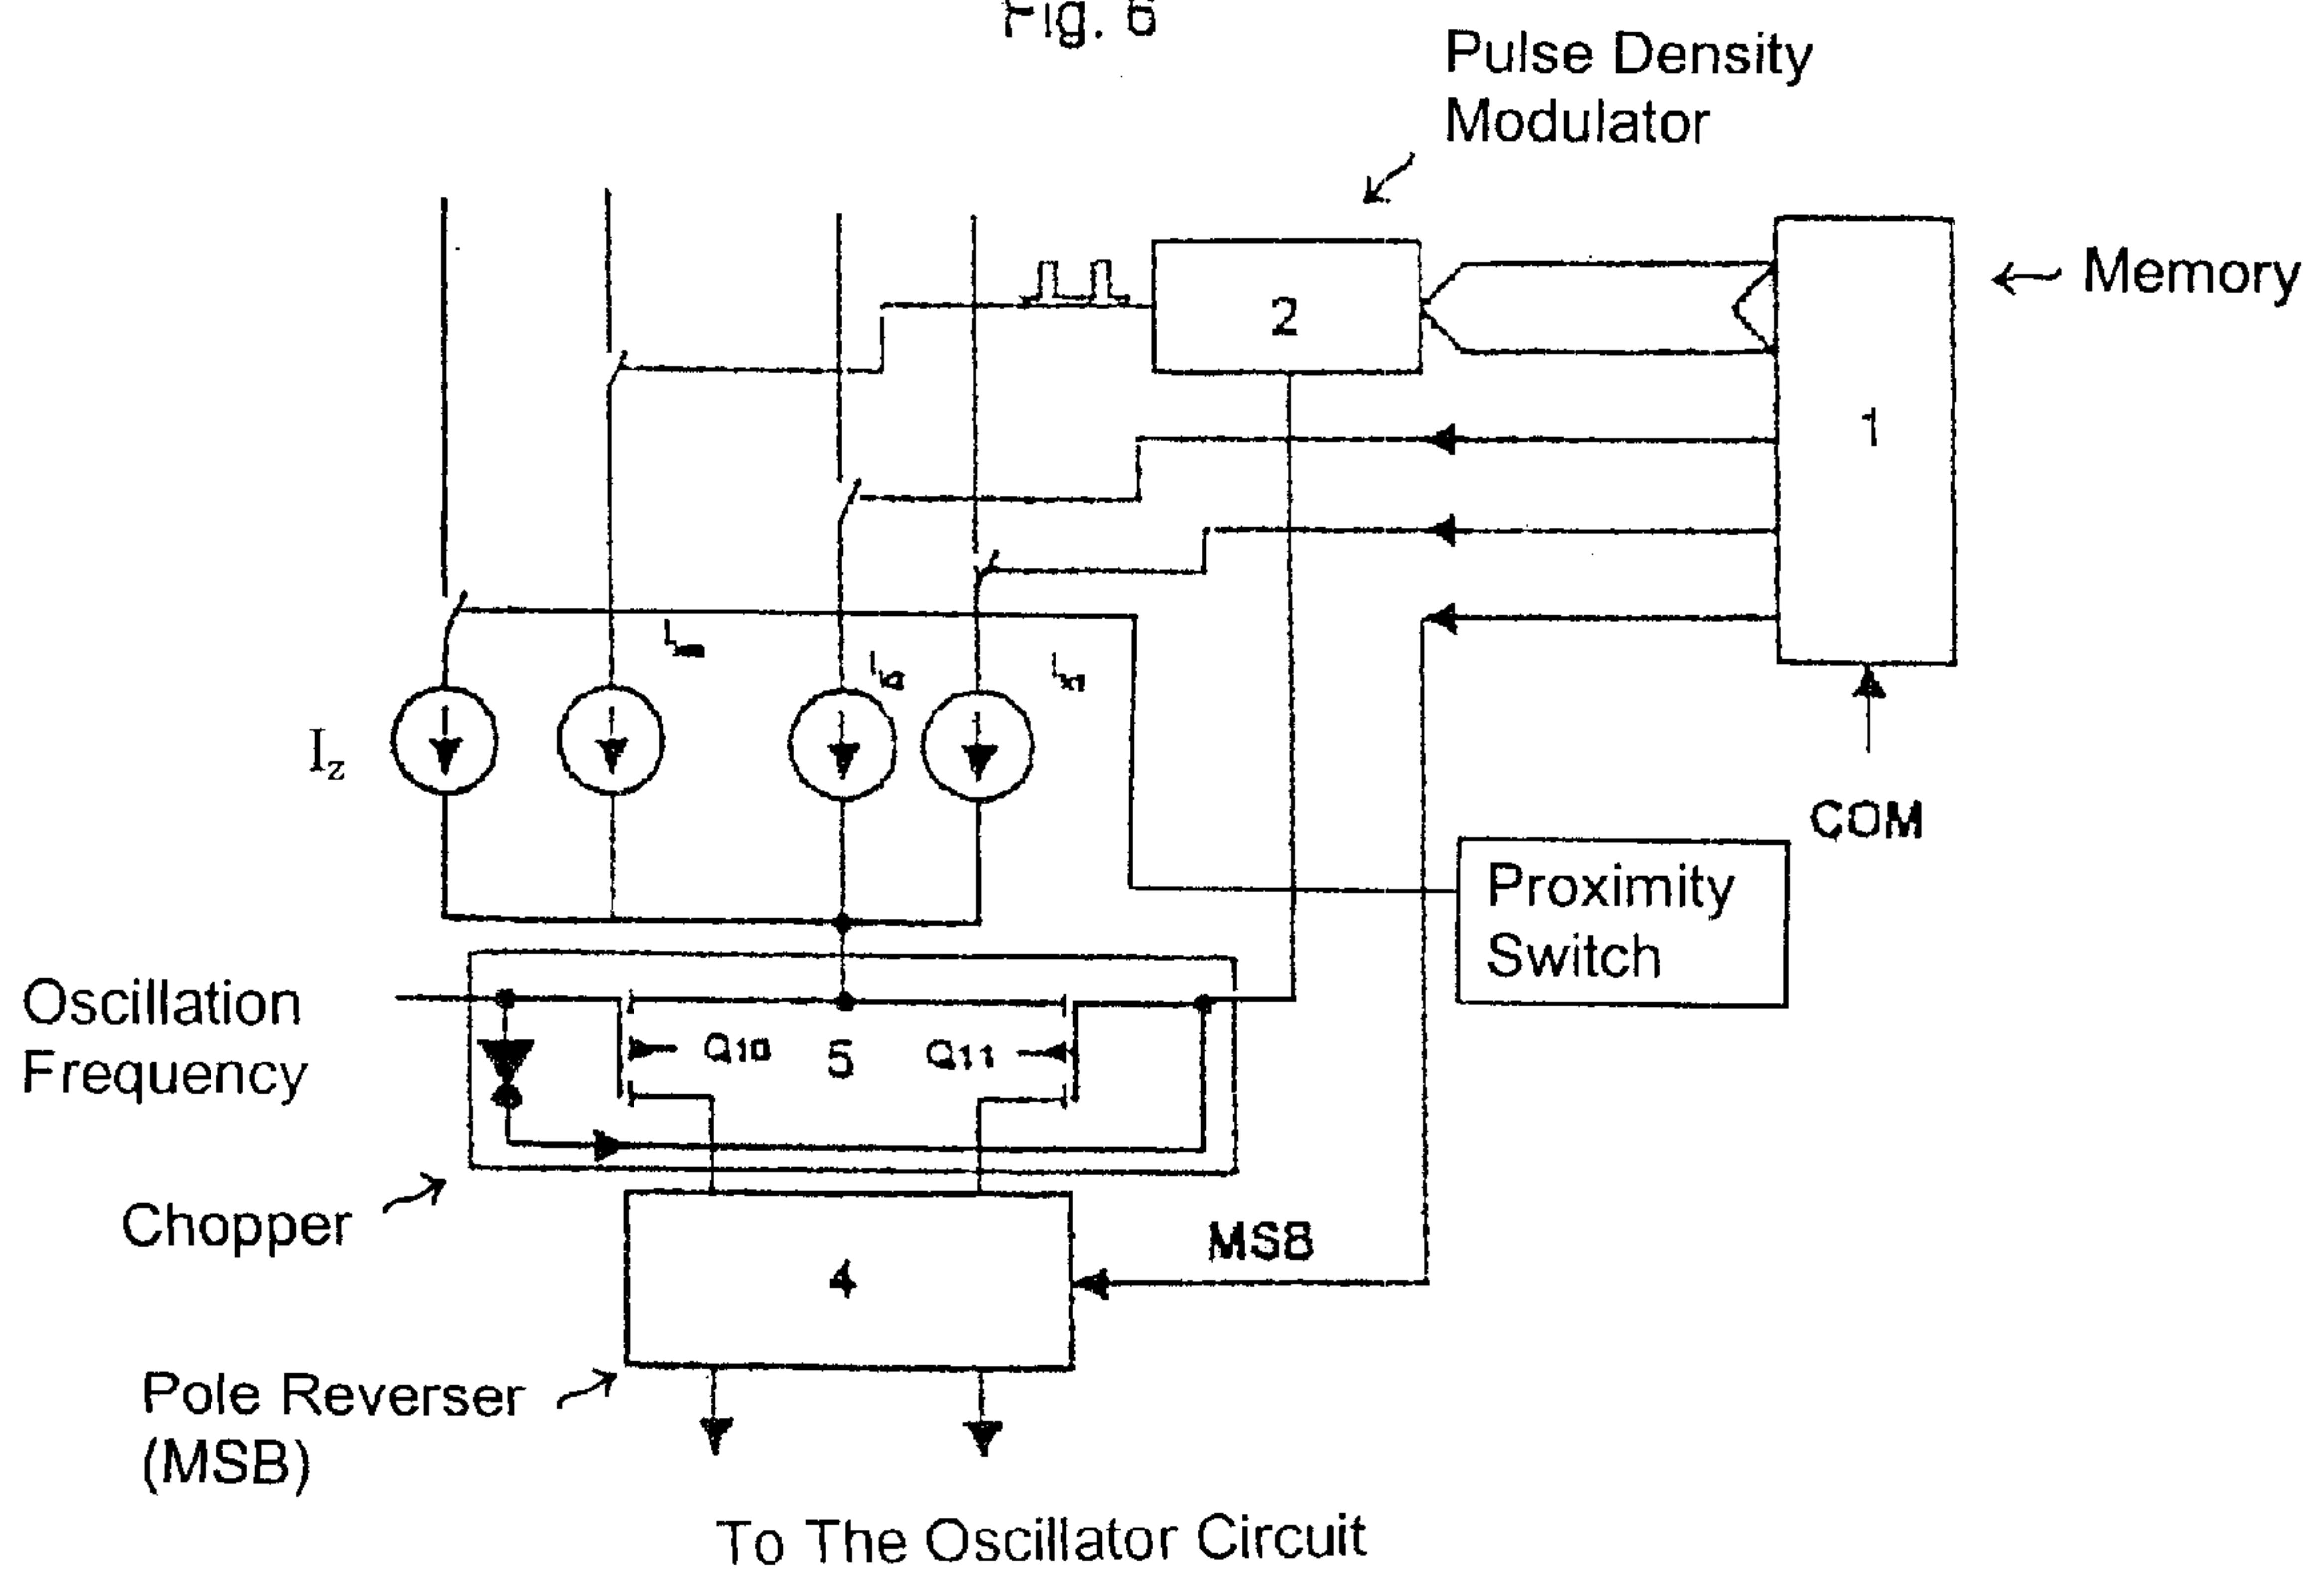 Fig. 6
Pulse Density
Modulator
2
Memory
1
Iz
Ix1
COM
Proximity
Switch
Oscillation
Frequency
Q10
5
Q11
Chopper
MSB
4
Pole Reverser
(MSB)
To The Oscillator Circuit